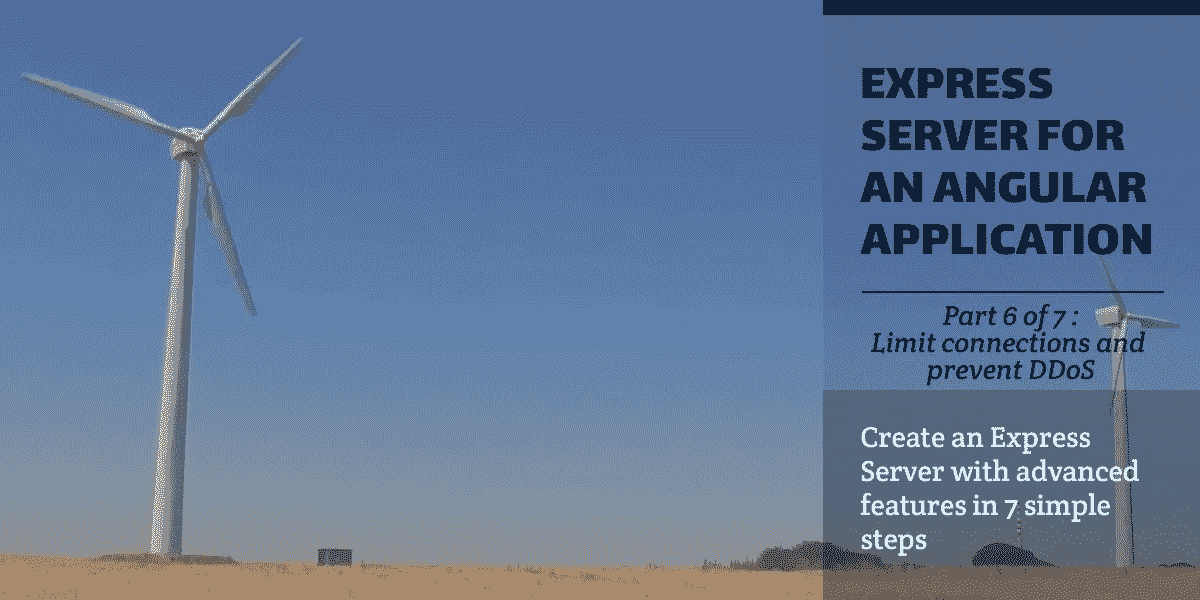 EXPRESS
SERVER FOR
AN ANGULAR
APPLICATION
Part 6 of 7 :
Limit connections and
prevent DDoS
Create an Express
Server with advanced
features in 7 simple
steps